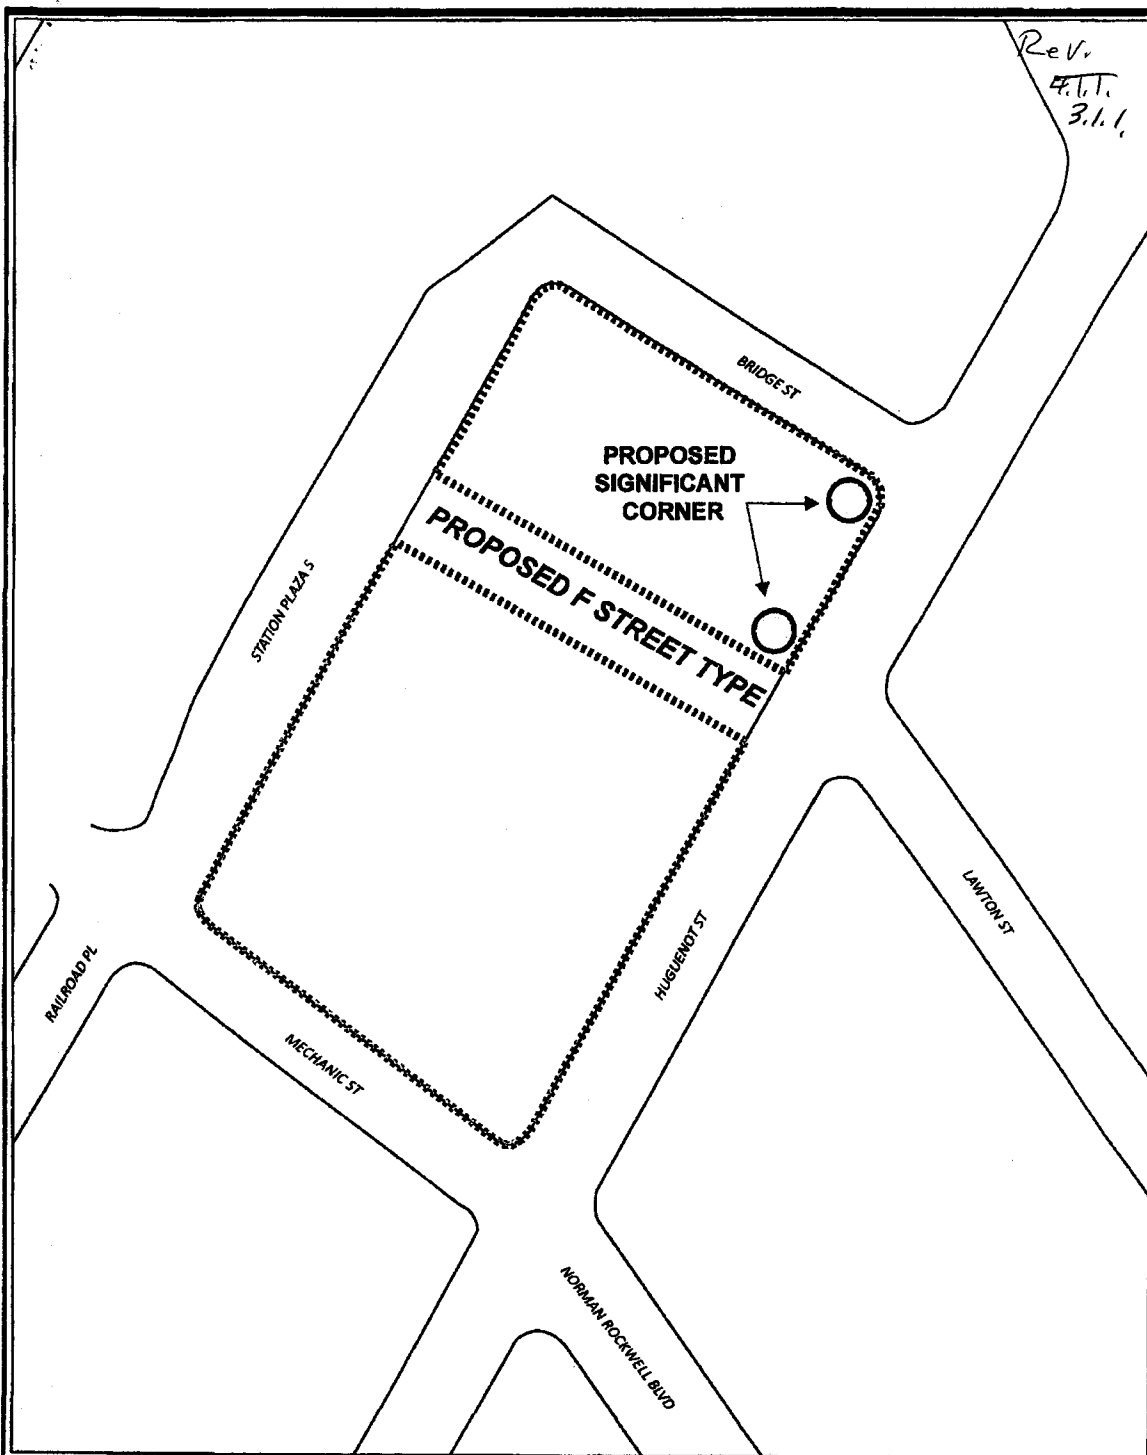 Rev.
4.1.1.
3.1.1.
BRIDGE ST
PROPOSED
SIGNIFICANT
CORNER
PROPOSED F STREET TYPE
STATION PLAZA S
LAWTON ST
HUGUENOT ST
RAILROAD PL
MECHANIC ST
NORMAN ROCKWELL BLVD